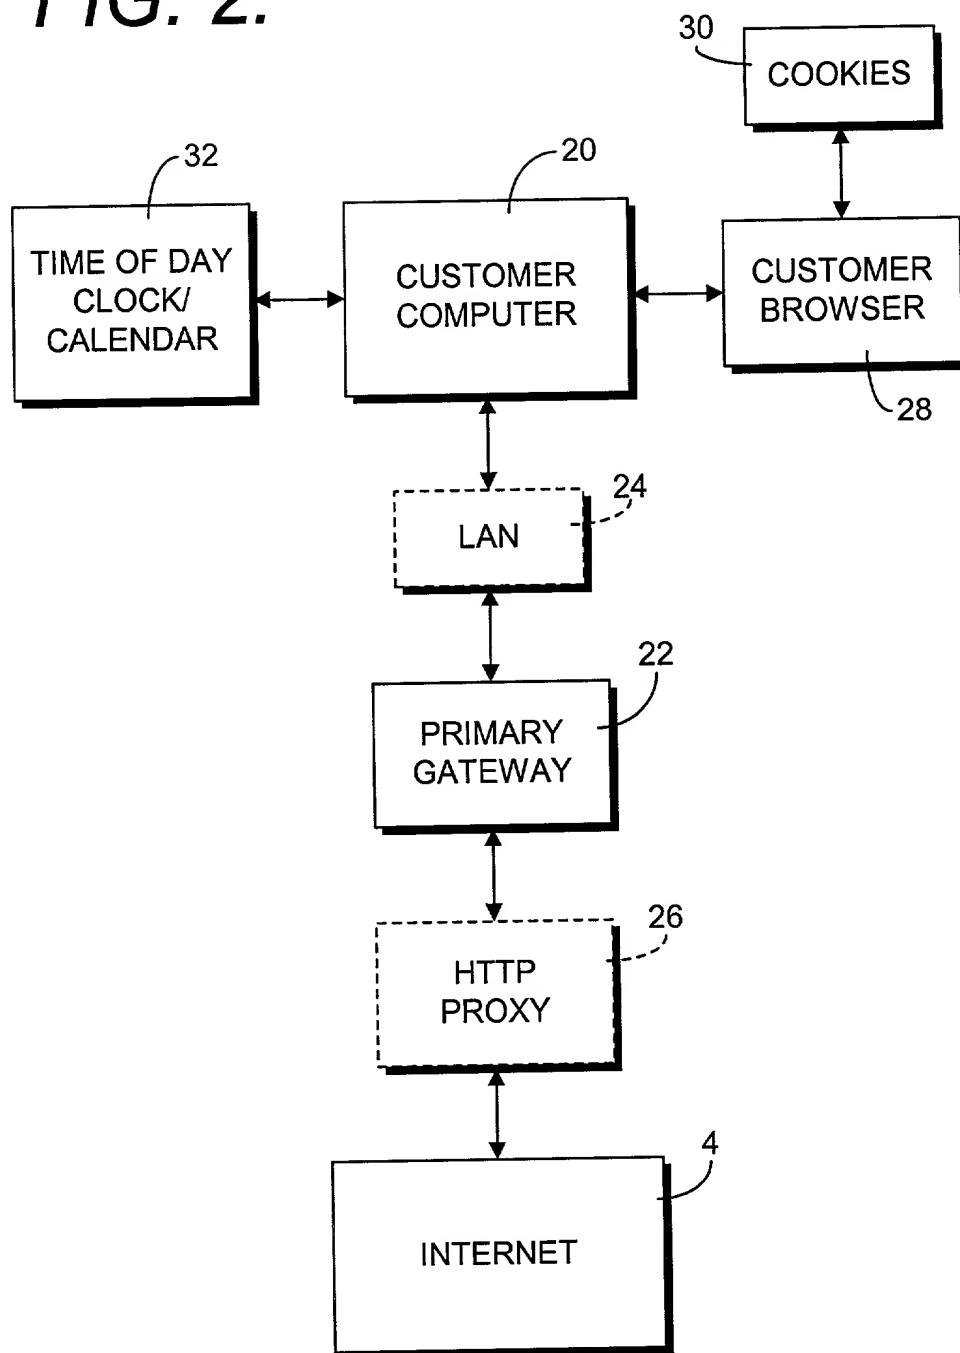 FIG. 2.
30
COOKIES
32
20
TIME OF DAY
CLOCK/
CALENDAR
CUSTOMER
COMPUTER
CUSTOMER
BROWSER
28
24
LAN
22
PRIMARY
GATEWAY
26
HTTP
PROXY
4
INTERNET